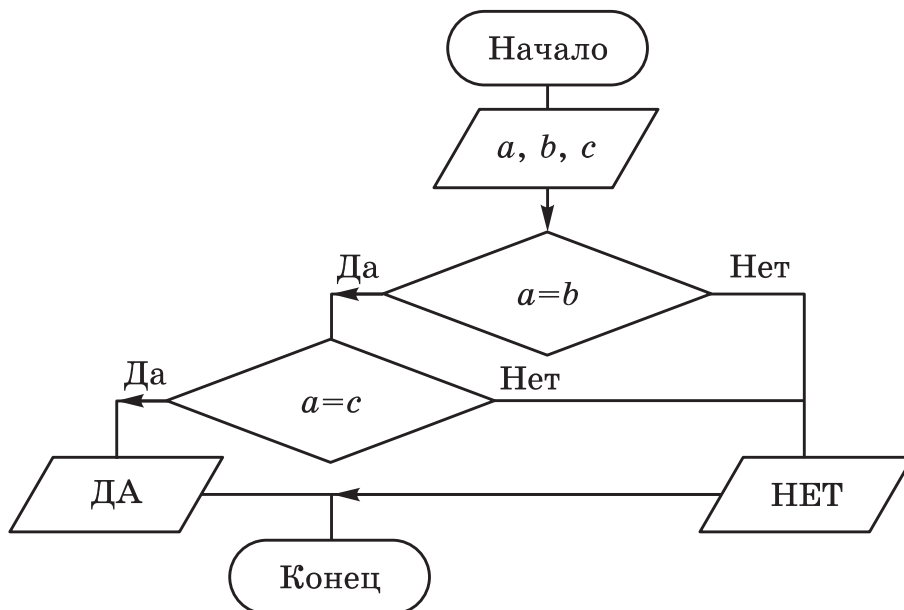 Начало
a, b, c
Да
Нет
a=b
Да
Нет
a=c
ДА
НЕТ
Конец